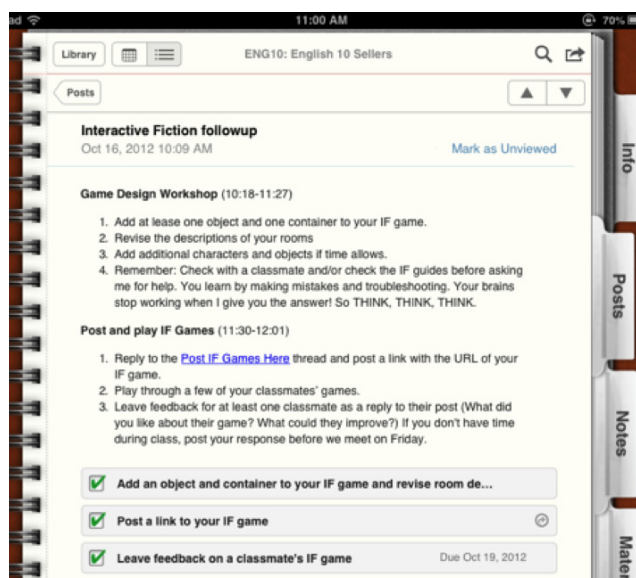 ad 11:00 AM 70%
Library ENG10: English 10 Sellers
Posts
Interactive Fiction followup
Oct 16, 2012 10:09 AM Mark as Unviewed
Game Design Workshop (10:18-11:27)
1. Add at lease one object and one container to your IF game.
2. Revise the descriptions of your rooms
3. Add additional characters and objects if time allows.
4. Remember: Check with a classmate and/or check the IF guides before asking
me for help. You learn by making mistakes and troubleshooting. Your brains
stop working when I give you the answer! So THINK, THINK, THINK.
Post and play IF Games (11:30-12:01)
1. Reply to the Post IF Games Here thread and post a link with the URL of your
IF game.
2. Play through a few of your classmates' games.
3. Leave feedback for at least one classmate as a reply to their post (What did
you like about their game? What could they improve?) If you don't have time
during class, post your response before we meet on Friday.
Add an object and container to your IF game and revise room de...
Post a link to your IF game
Leave feedback on a classmate's IF game Due Oct 19, 2012
Info
Posts
Notes
Mate